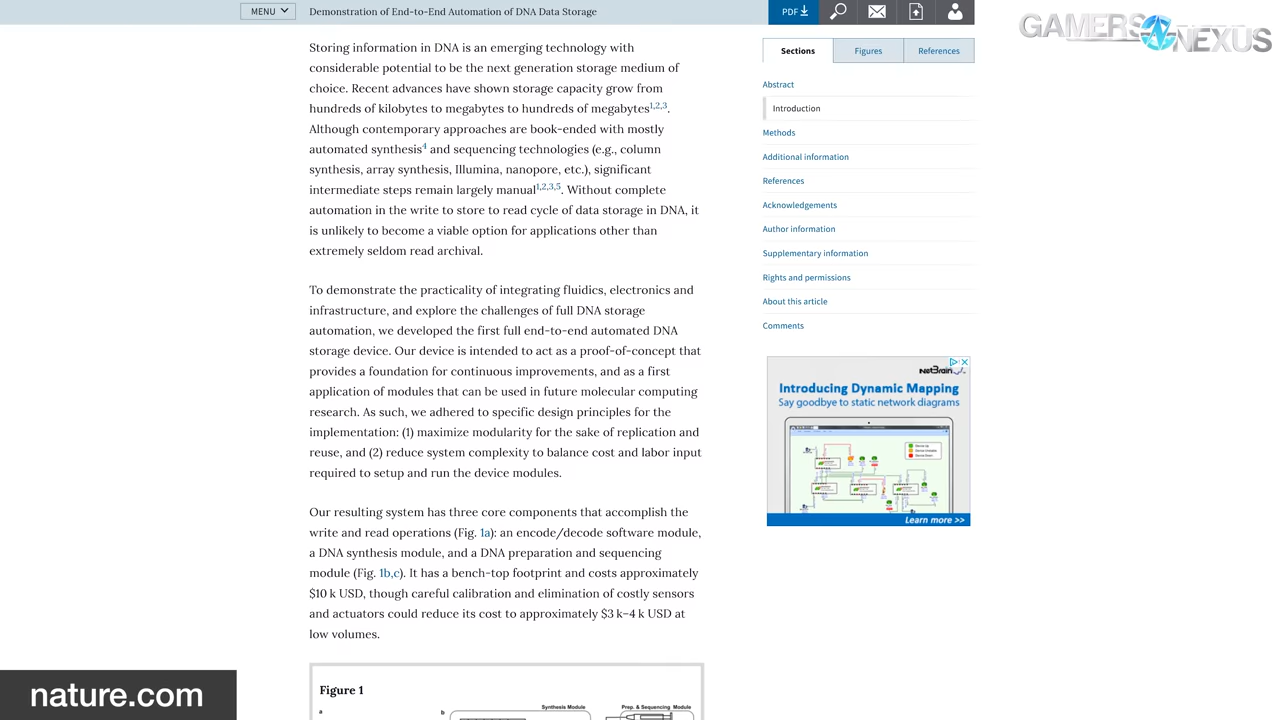 MENU
Demonstration of End-to-End Automation of DNA Data Storage
PDF
GAMERS NEXUS
Storing information in DNA is an emerging technology with
considerable potential to be the next generation storage medium of
choice. Recent advances have shown storage capacity grow from
hundreds of kilobytes to megabytes to hundreds of megabytes1,2,3.
Although contemporary approaches are book-ended with mostly
automated synthesis4 and sequencing technologies (e.g., column
synthesis, array synthesis, Illumina, nanopore, etc.), significant
intermediate steps remain largely manual1,2,3,5. Without complete
automation in the write to store to read cycle of data storage in DNA, it
is unlikely to become a viable option for applications other than
extremely seldom read archival.
To demonstrate the practicality of integrating fluidics, electronics and
infrastructure, and explore the challenges of full DNA storage
automation, we developed the first full end-to-end automated DNA
storage device. Our device is intended to act as a proof-of-concept that
provides a foundation for continuous improvements, and as a first
application of modules that can be used in future molecular computing
research. As such, we adhered to specific design principles for the
implementation: (1) maximize modularity for the sake of replication and
reuse, and (2) reduce system complexity to balance cost and labor input
required to setup and run the device modules.
Our resulting system has three core components that accomplish the
write and read operations (Fig. 1a): an encode/decode software module,
a DNA synthesis module, and a DNA preparation and sequencing
module (Fig. 1b,c). It has a bench-top footprint and costs approximately
$10 k USD, though careful calibration and elimination of costly sensors
and actuators could reduce its cost to approximately $3 k–4 k USD at
low volumes.
Figure 1
a
b
Synthesis Module
Prep. & Sequencing Module
Sections
Figures
References
Abstract
Introduction
Methods
Additional information
References
Acknowledgements
Author information
Supplementary information
Rights and permissions
About this article
Comments
NetBrain
Introducing Dynamic Mapping
Say goodbye to static network diagrams
Learn more >>
nature.com